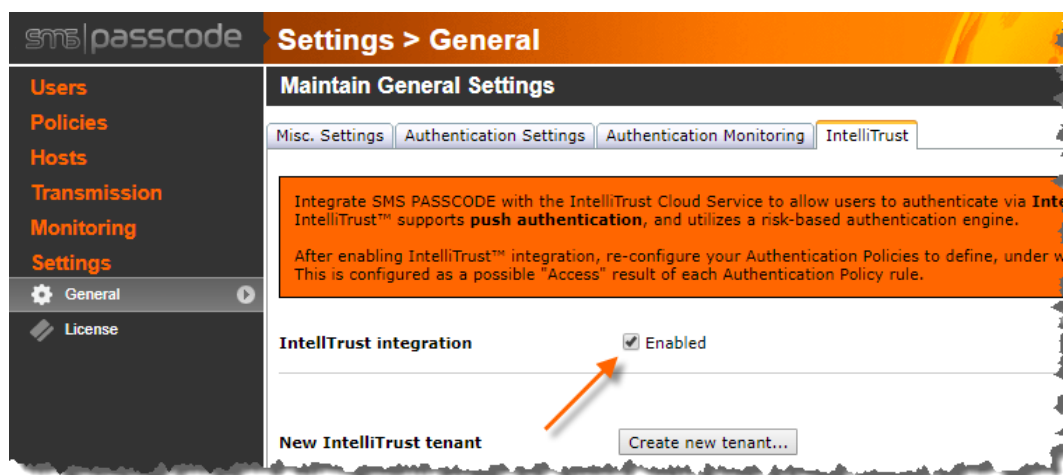 sms|passcode
Settings > General
Users
Policies
Hosts
Transmission
Monitoring
Settings
General
License
Maintain General Settings
Misc. Settings
Authentication Settings
Authentication Monitoring
IntelliTrust
Integrate SMS PASSCODE with the IntelliTrust Cloud Service to allow users to authenticate via
IntelliTrust™ supports push authentication, and utilizes a risk-based authentication engine.
After enabling IntelliTrust™ integration, re-configure your Authentication Policies to define, under
This is configured as a possible "Access" result of each Authentication Policy rule.
IntellTrust integration
Enabled
New IntelliTrust tenant
Create new tenant...